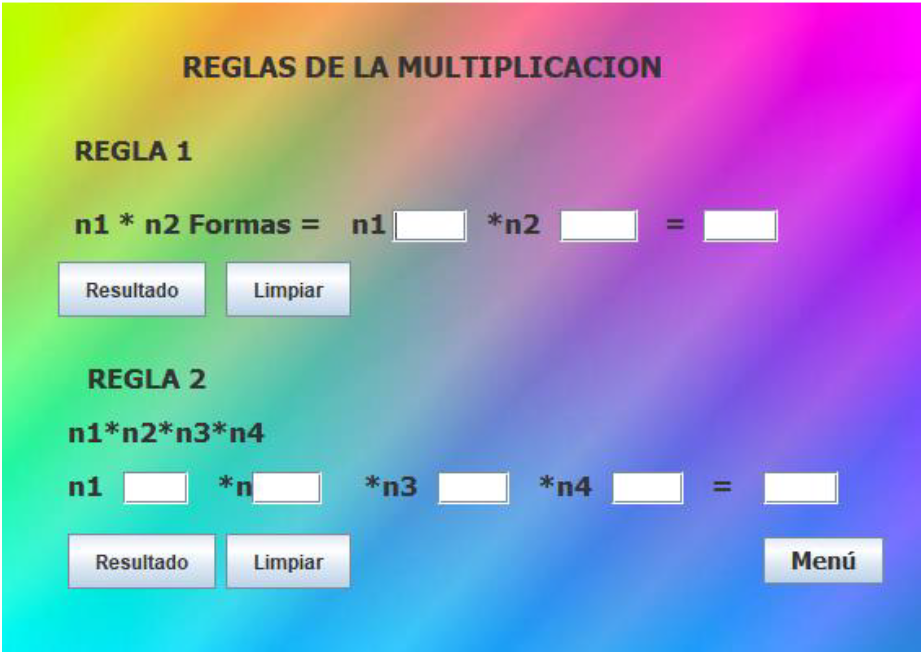 REGLAS DE LA MULTIPLICACION
REGLA 1
n1 * n2 Formas = n1 *n2 =
Resultado Limpiar
REGLA 2
n1*n2*n3*n4
n1 *n *n3 *n4 =
Resultado Limpiar Menú